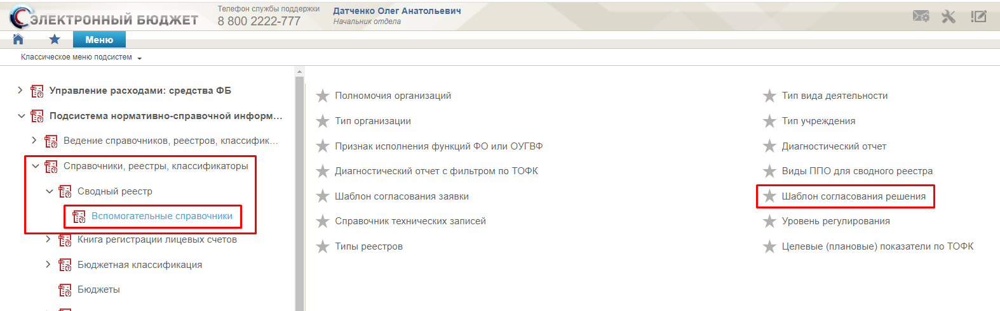 ЭЛЕКТРОННЫЙ БЮДЖЕТ
Телефон службы поддержки
8 800 2222-777
Датченко Олег Анатольевич
Начальник отдела
Меню
Классическое меню подсистем
Управление расходами: средства ФБ
Подсистема нормативно-справочной информ...
Ведение справочников, реестров, классифик...
Справочники, реестры, классификаторы
Сводный реестр
Вспомогательные справочники
Книга регистрации лицевых счетов
Бюджетная классификация
Бюджеты
Полномочия организаций
Тип организации
Признак исполнения функций ФО или ОУГВФ
Диагностический отчет с фильтром по ТОФК
Шаблон согласования заявки
Справочник технических записей
Типы реестров
Тип вида деятельности
Тип учреждения
Диагностический отчет
Виды ППО для сводного реестра
Шаблон согласования решения
Уровень регулирования
Целевые (плановые) показатели по ТОФК